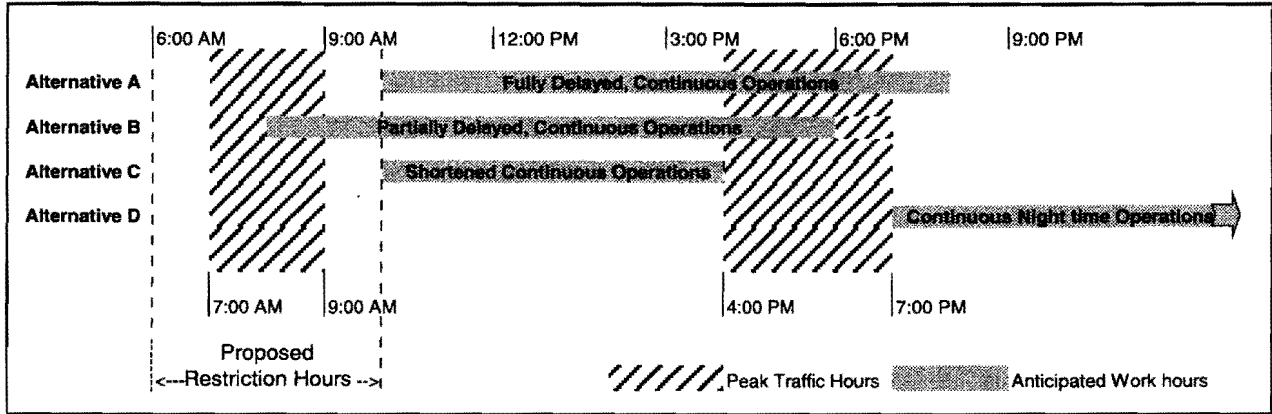 6:00 AM 9:00 AM 12:00 PM 3:00 PM 6:00 PM 9:00 PM
Alternative A Fully Delayed, Continuous Operations
Alternative B Partially Delayed, Continuous Operations
Alternative C Shortened Continuous Operations
Alternative D Continuous Night time Operations
7:00 AM 9:00 AM 4:00 PM 7:00 PM
Proposed
<---Restriction Hours -->
Peak Traffic Hours Anticipated Work hours